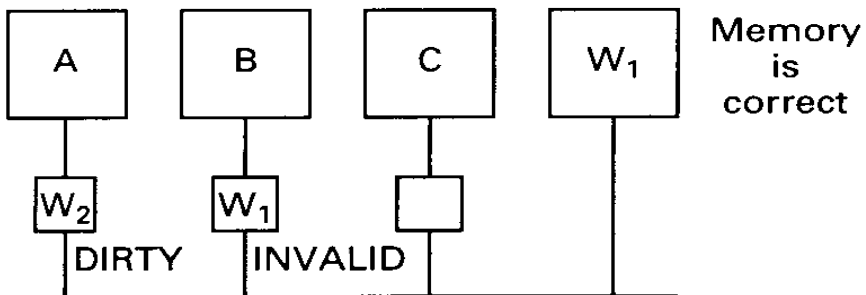 A
B
C
W₁
Memory
is
correct
W₂
W₁
DIRTY
INVALID